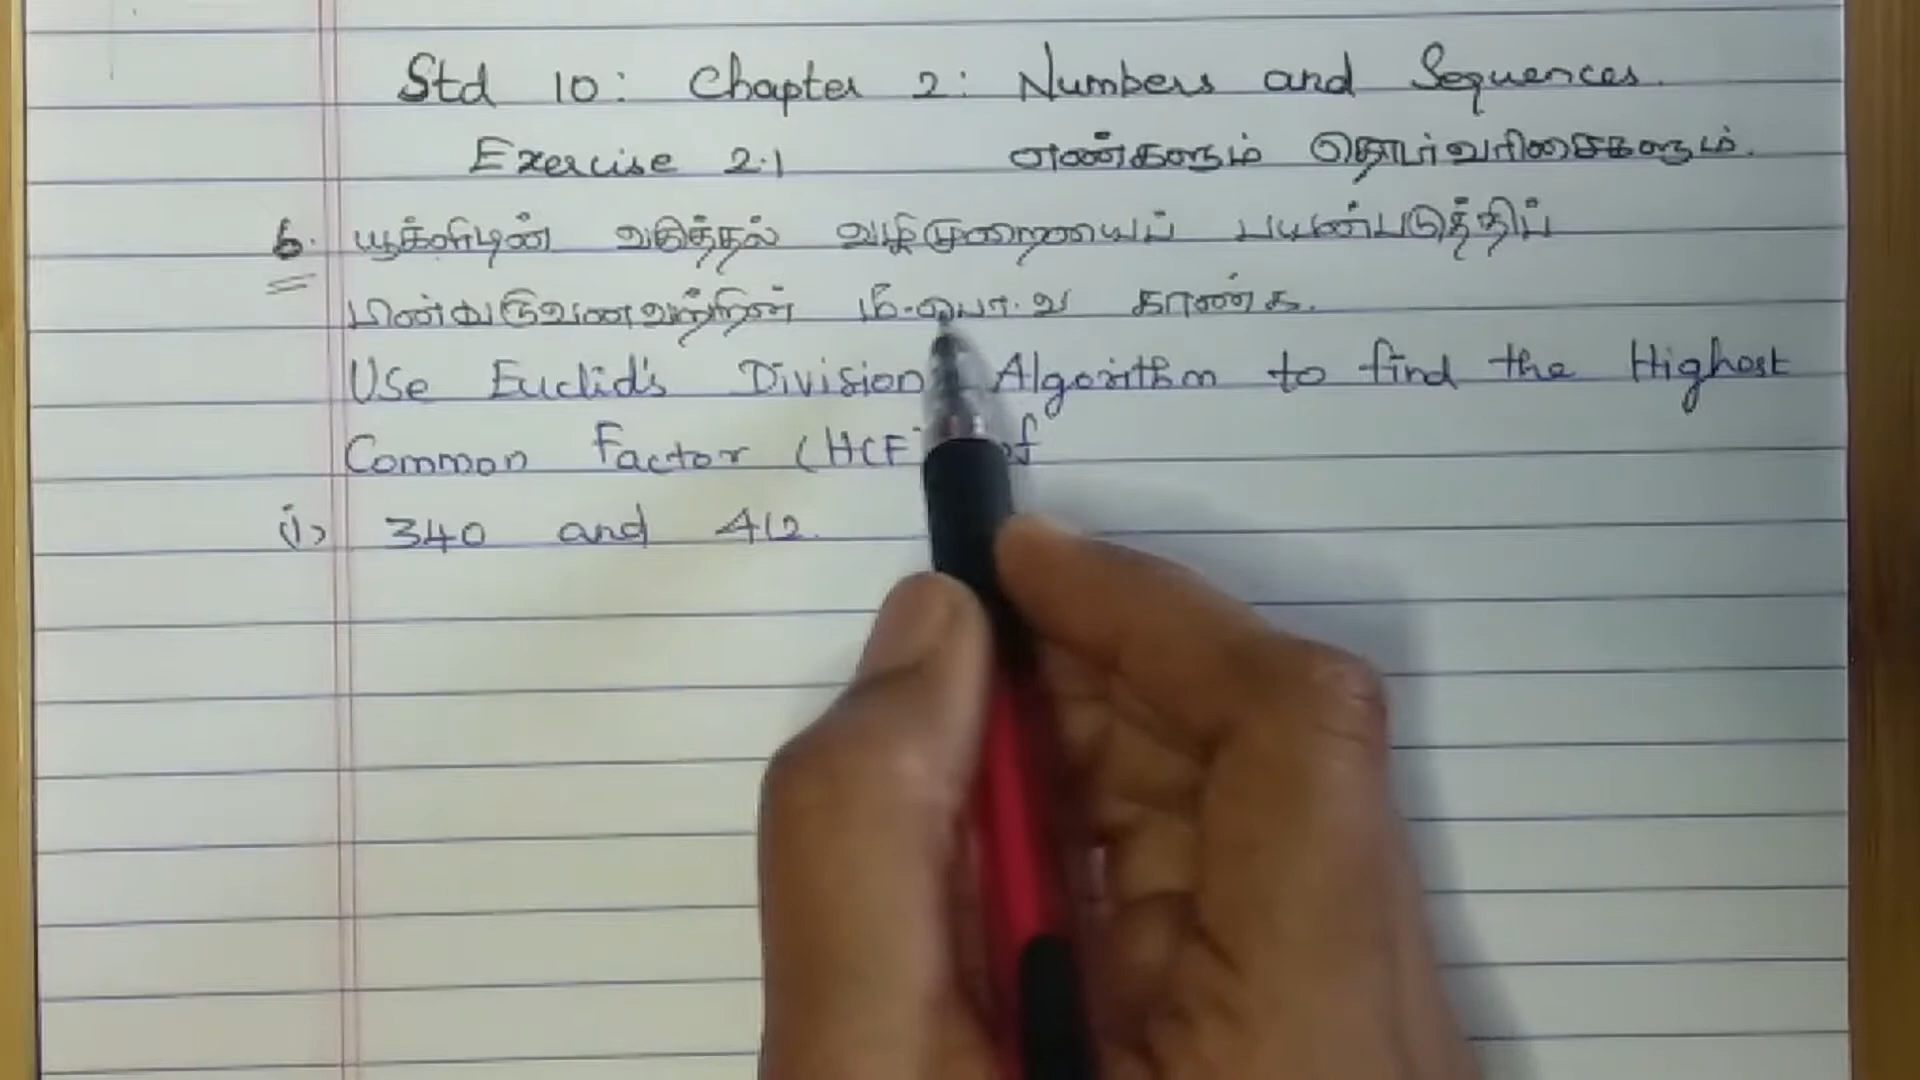 Std 10: Chapter 2: Numbers and Sequences.
Exercise 2.1 எண்களும் தொடர்வரிசைகளும்.
6. யூக்ளிடின் வகுத்தல் வழிமுறையைப் பயன்படுத்திப்
பின்வருவனவற்றின் மீ.பொ.வ காண்க.
Use Euclid's Division Algorithm to find the Highest
Common Factor (HCF) of
(i) 340 and 412.